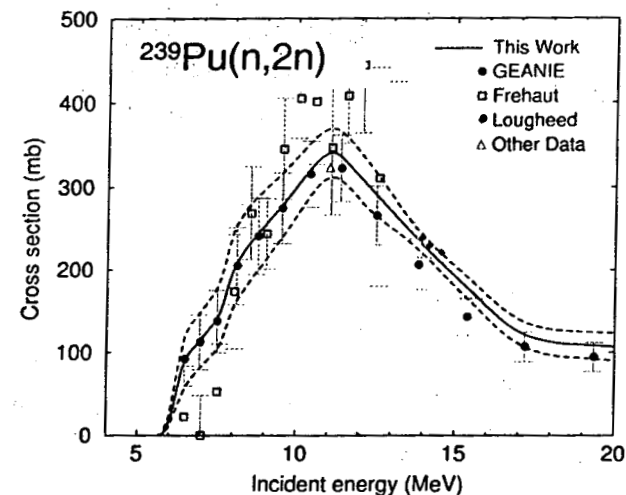 239Pu(n,2n)
This Work
GEANIE
Frehaut
Lougheed
Other Data
500
400
300
200
100
0
Cross section (mb)
5
10
15
20
Incident energy (MeV)